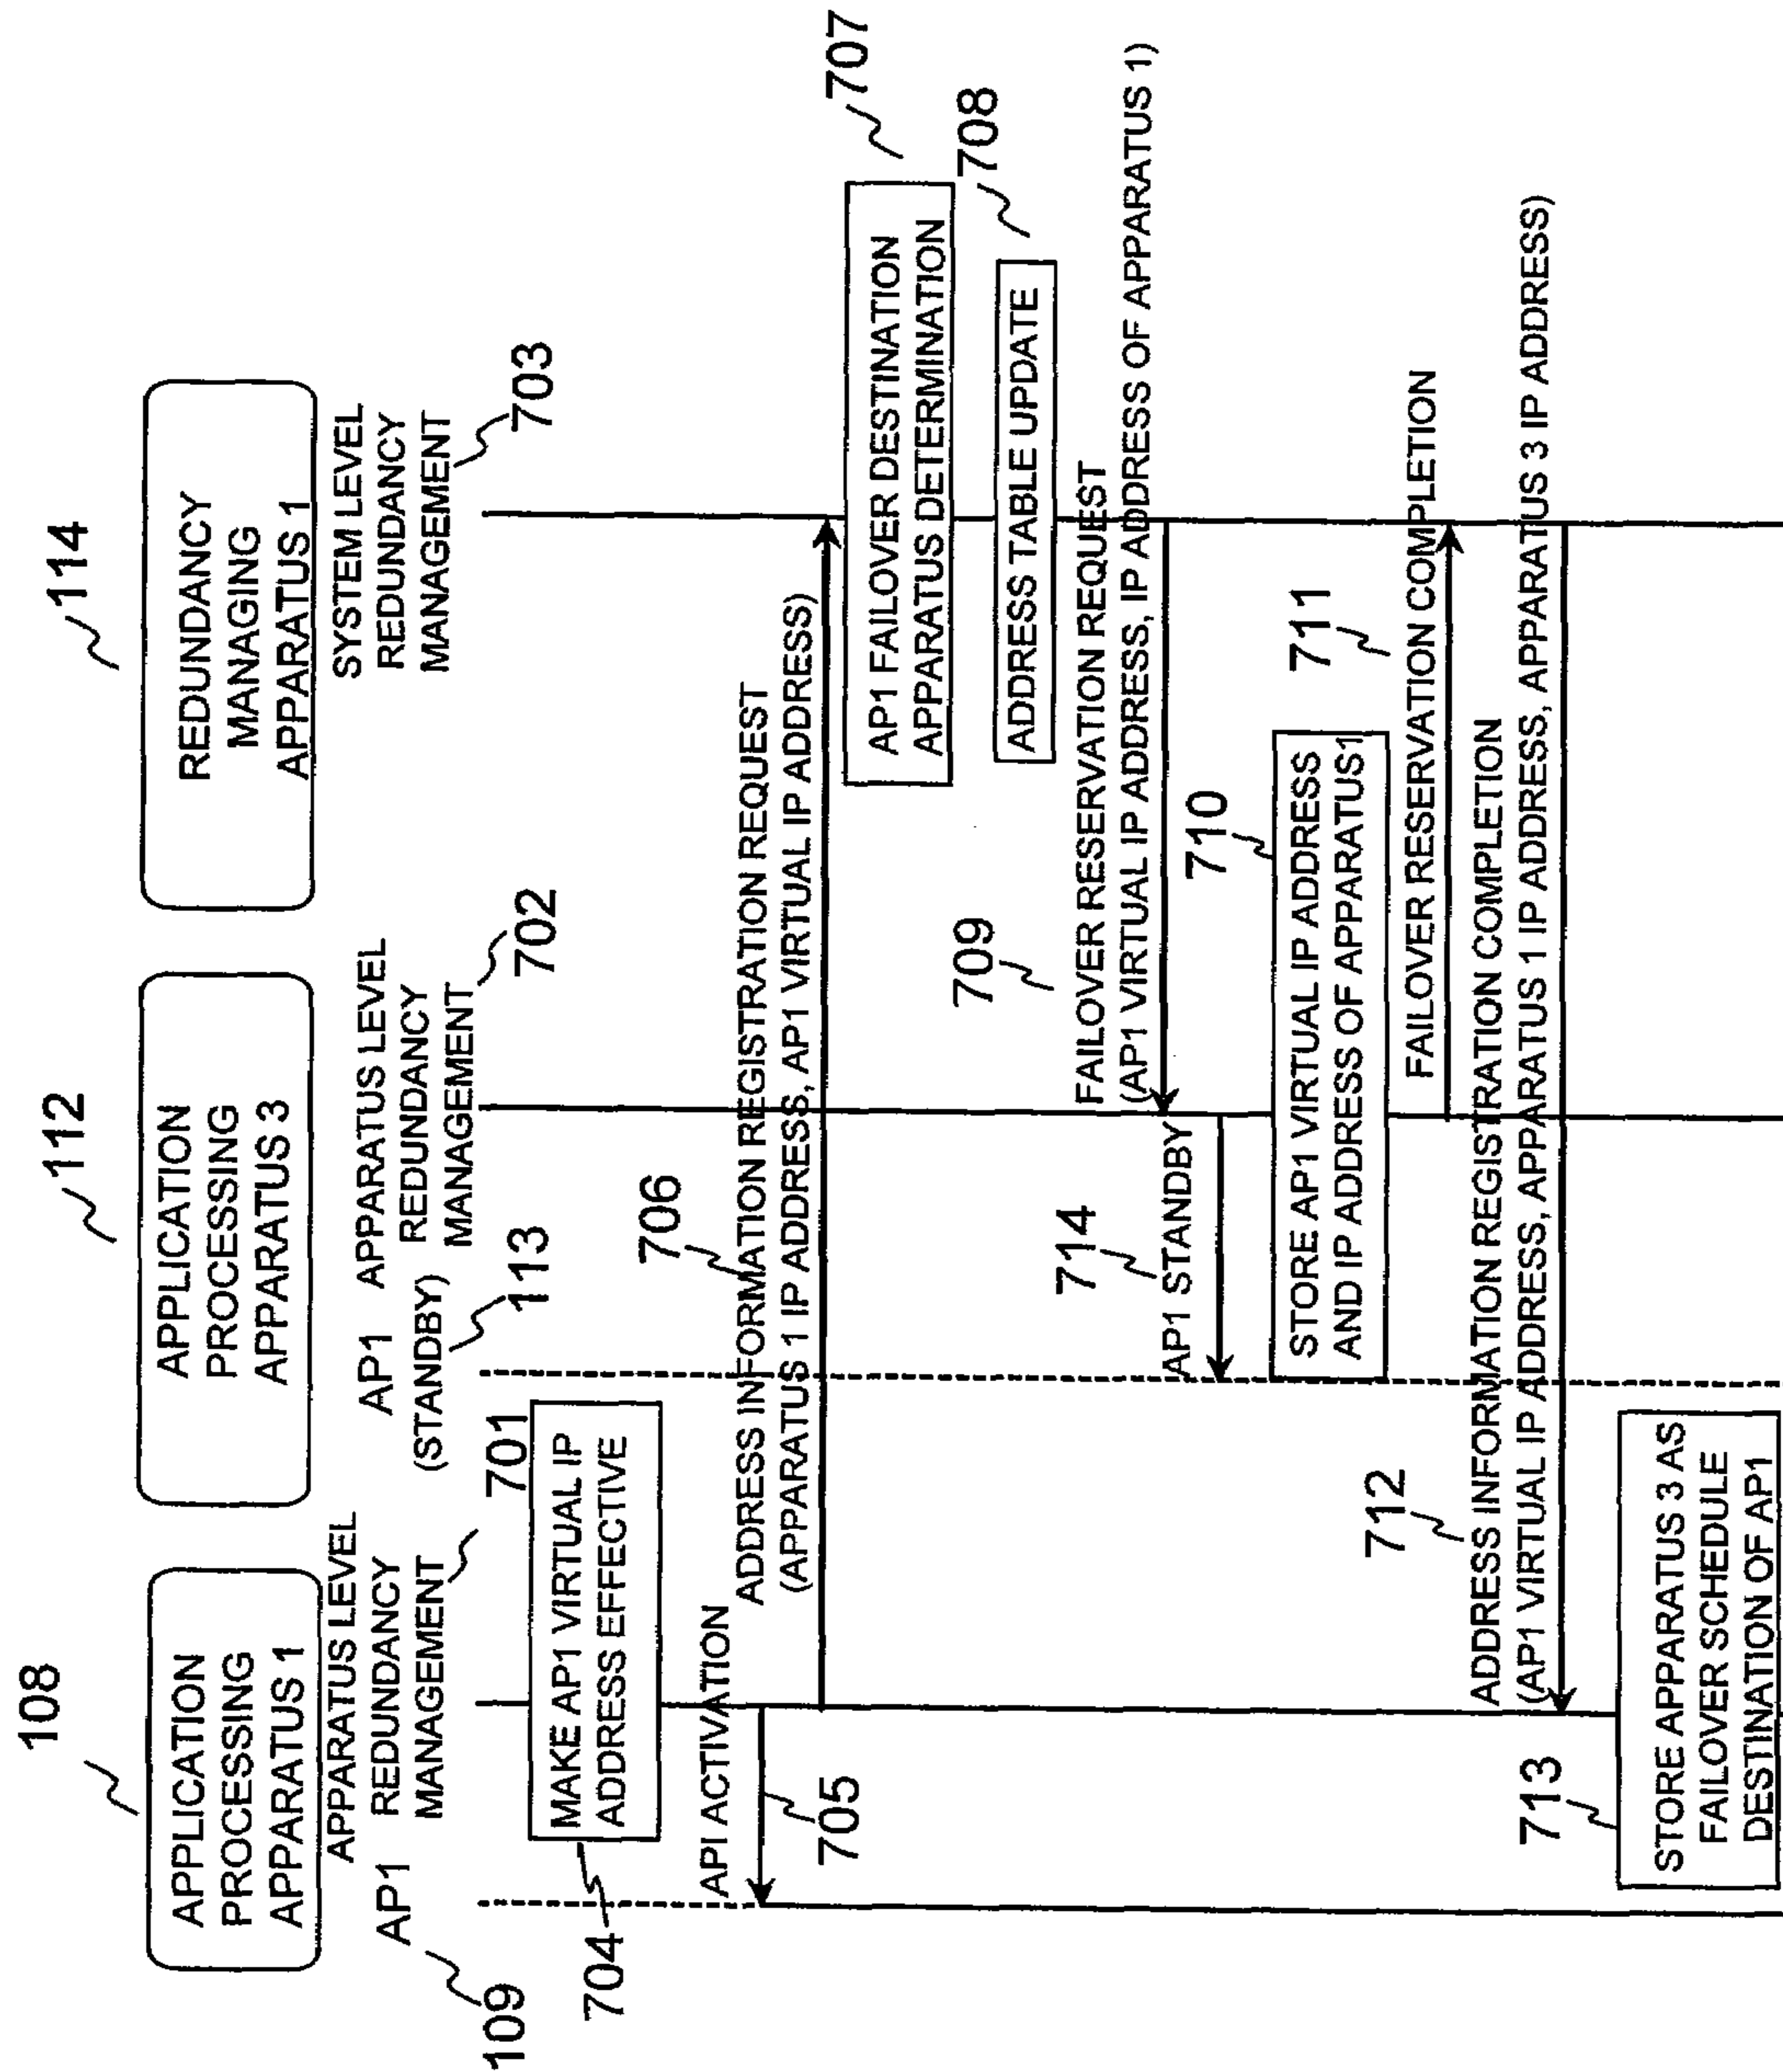 108
112
114
APPLICATION
PROCESSING
APPARATUS 1
APPLICATION
PROCESSING
APPARATUS 3
REDUNDANCY
MANAGING
APPARATUS 1
109
AP1
APPARATUS LEVEL
REDUNDANCY
MANAGEMENT
701
AP1
(STANDBY)
113
APPARATUS LEVEL
REDUNDANCY
MANAGEMENT
702
SYSTEM LEVEL
REDUNDANCY
MANAGEMENT
703
704
MAKE AP1 VIRTUAL IP
ADDRESS EFFECTIVE
API ACTIVATION
705
706
ADDRESS INFORMATION REGISTRATION REQUEST
(APPARATUS 1 IP ADDRESS, AP1 VIRTUAL IP ADDRESS)
707
AP1 FAILOVER DESTINATION
APPARATUS DETERMINATION
708
ADDRESS TABLE UPDATE
709
FAILOVER RESERVATION REQUEST
(AP1 VIRTUAL IP ADDRESS, IP ADDRESS OF APPARATUS 1)
714
AP1 STANDBY
710
STORE AP1 VIRTUAL IP ADDRESS
AND IP ADDRESS OF APPARATUS1
711
FAILOVER RESERVATION COMPLETION
712
ADDRESS INFORMATION REGISTRATION COMPLETION
(AP1 VIRTUAL IP ADDRESS, APPARATUS 1 IP ADDRESS, APPARATUS 3 IP ADDRESS)
713
STORE APPARATUS 3 AS
FAILOVER SCHEDULE
DESTINATION OF AP1